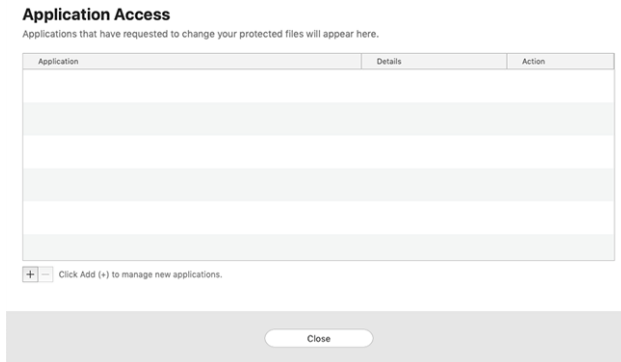 Application Access
Applications that have requested to change your protected files will appear here.
Application Details Action
+ − Click Add (+) to manage new applications.
Close